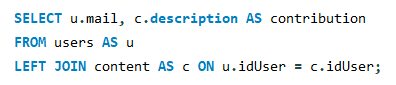 SELECT u.mail, c.description AS contribution
FROM users AS u
LEFT JOIN content AS c ON u.idUser = c.idUser;